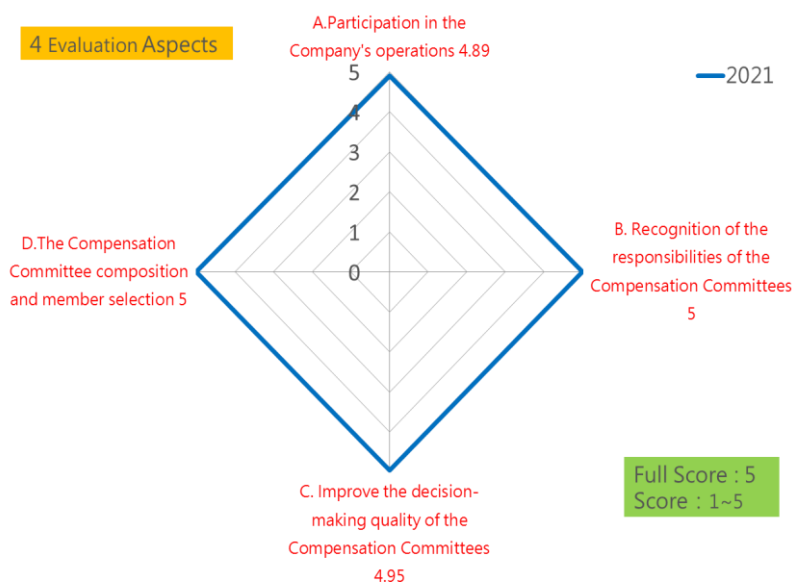 4 Evaluation Aspects
A.Participation in the
Company's operations 4.89
2021
5
4
3
2
1
0
D.The Compensation
Committee composition
and member selection 5
B. Recognition of the
responsibilities of the
Compensation Committees
5
C. Improve the decision-
making quality of the
Compensation Committees
4.95
Full Score : 5
Score : 1~5